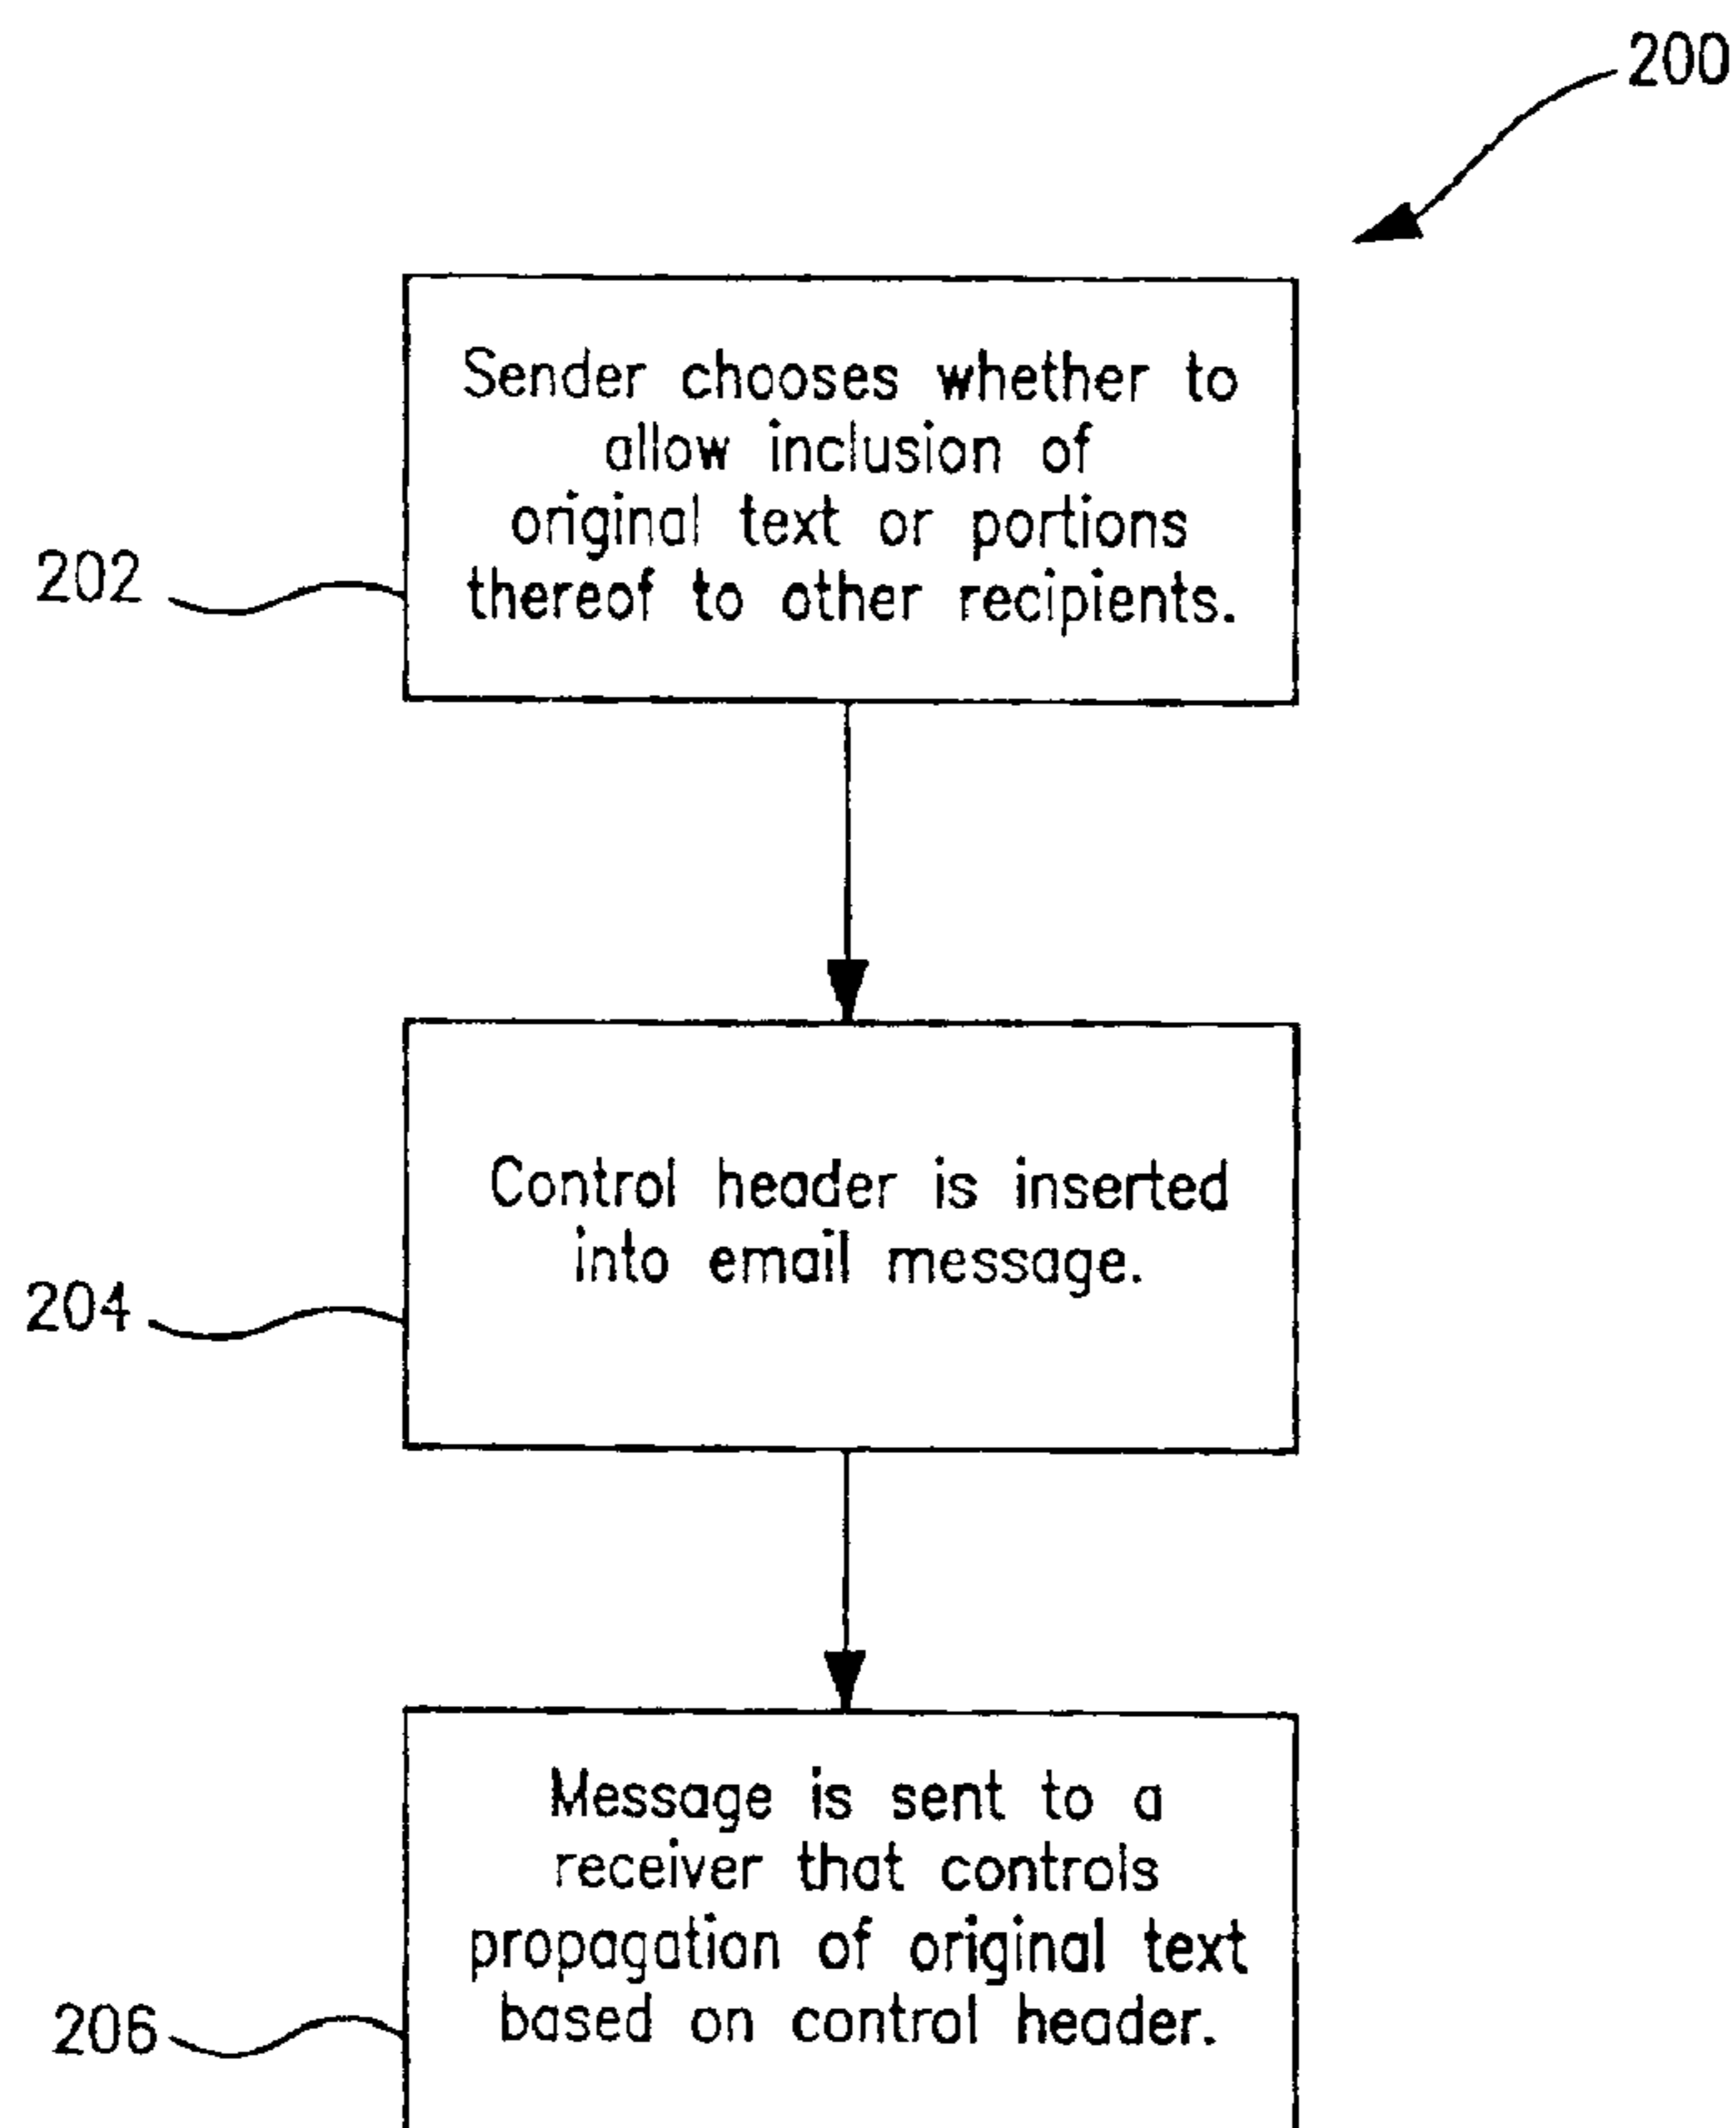 200
Sender chooses whether to
allow inclusion of
original text or portions
thereof to other recipients.
202
Control header is inserted
into email message.
204
Message is sent to a
receiver that controls
propagation of original text
based on control header.
206